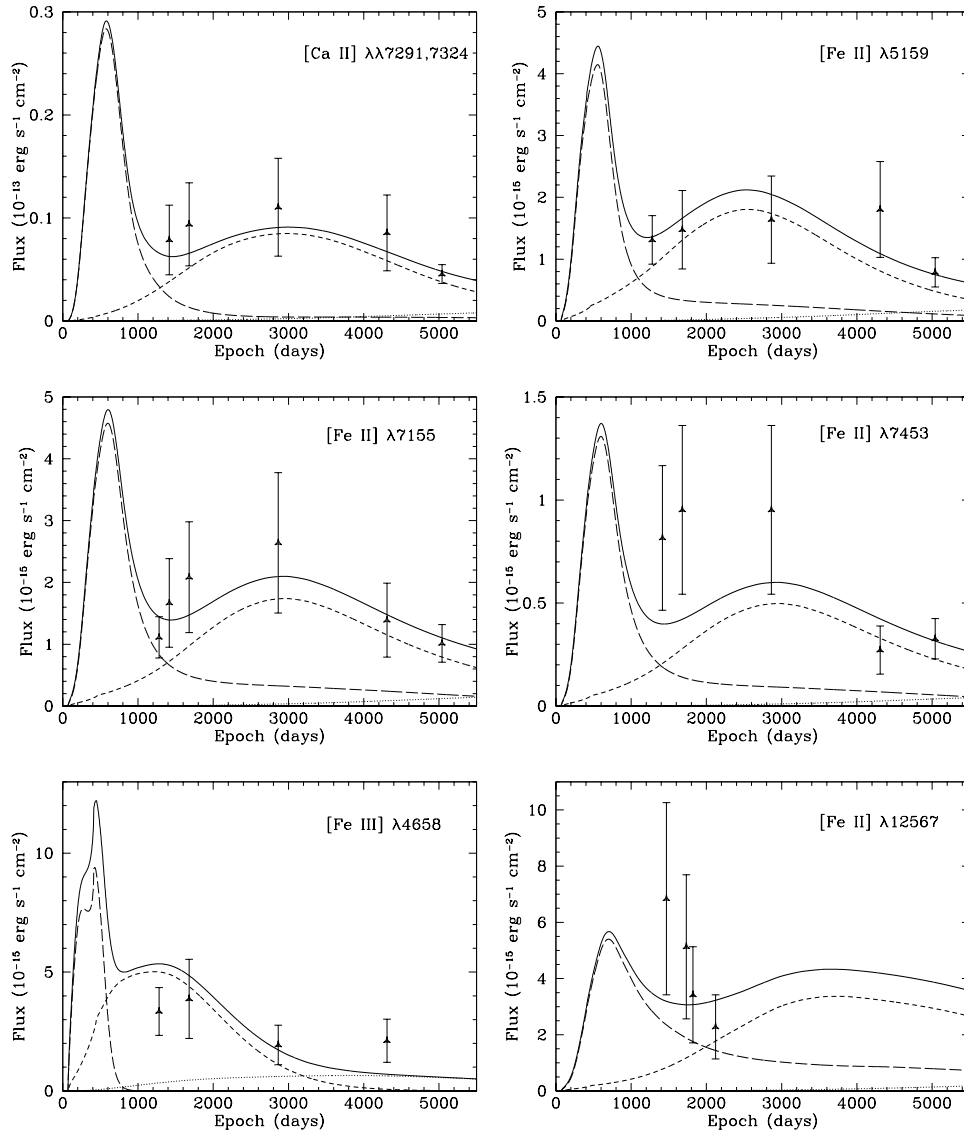 [Ca II] λλ7291,7324
Flux (10⁻¹³ erg s⁻¹ cm⁻²)
0.3
0.2
0.1
0
0 1000 2000 3000 4000 5000
Epoch (days)
[Fe II] λ5159
Flux (10⁻¹⁵ erg s⁻¹ cm⁻²)
5
4
3
2
1
0
0 1000 2000 3000 4000 5000
Epoch (days)
[Fe II] λ7155
Flux (10⁻¹⁵ erg s⁻¹ cm⁻²)
5
4
3
2
1
0
0 1000 2000 3000 4000 5000
Epoch (days)
[Fe II] λ7453
Flux (10⁻¹⁵ erg s⁻¹ cm⁻²)
1.5
1
0.5
0
0 1000 2000 3000 4000 5000
Epoch (days)
[Fe III] λ4658
Flux (10⁻¹⁵ erg s⁻¹ cm⁻²)
10
5
0
0 1000 2000 3000 4000 5000
Epoch (days)
[Fe II] λ12567
Flux (10⁻¹⁵ erg s⁻¹ cm⁻²)
10
8
6
4
2
0
0 1000 2000 3000 4000 5000
Epoch (days)